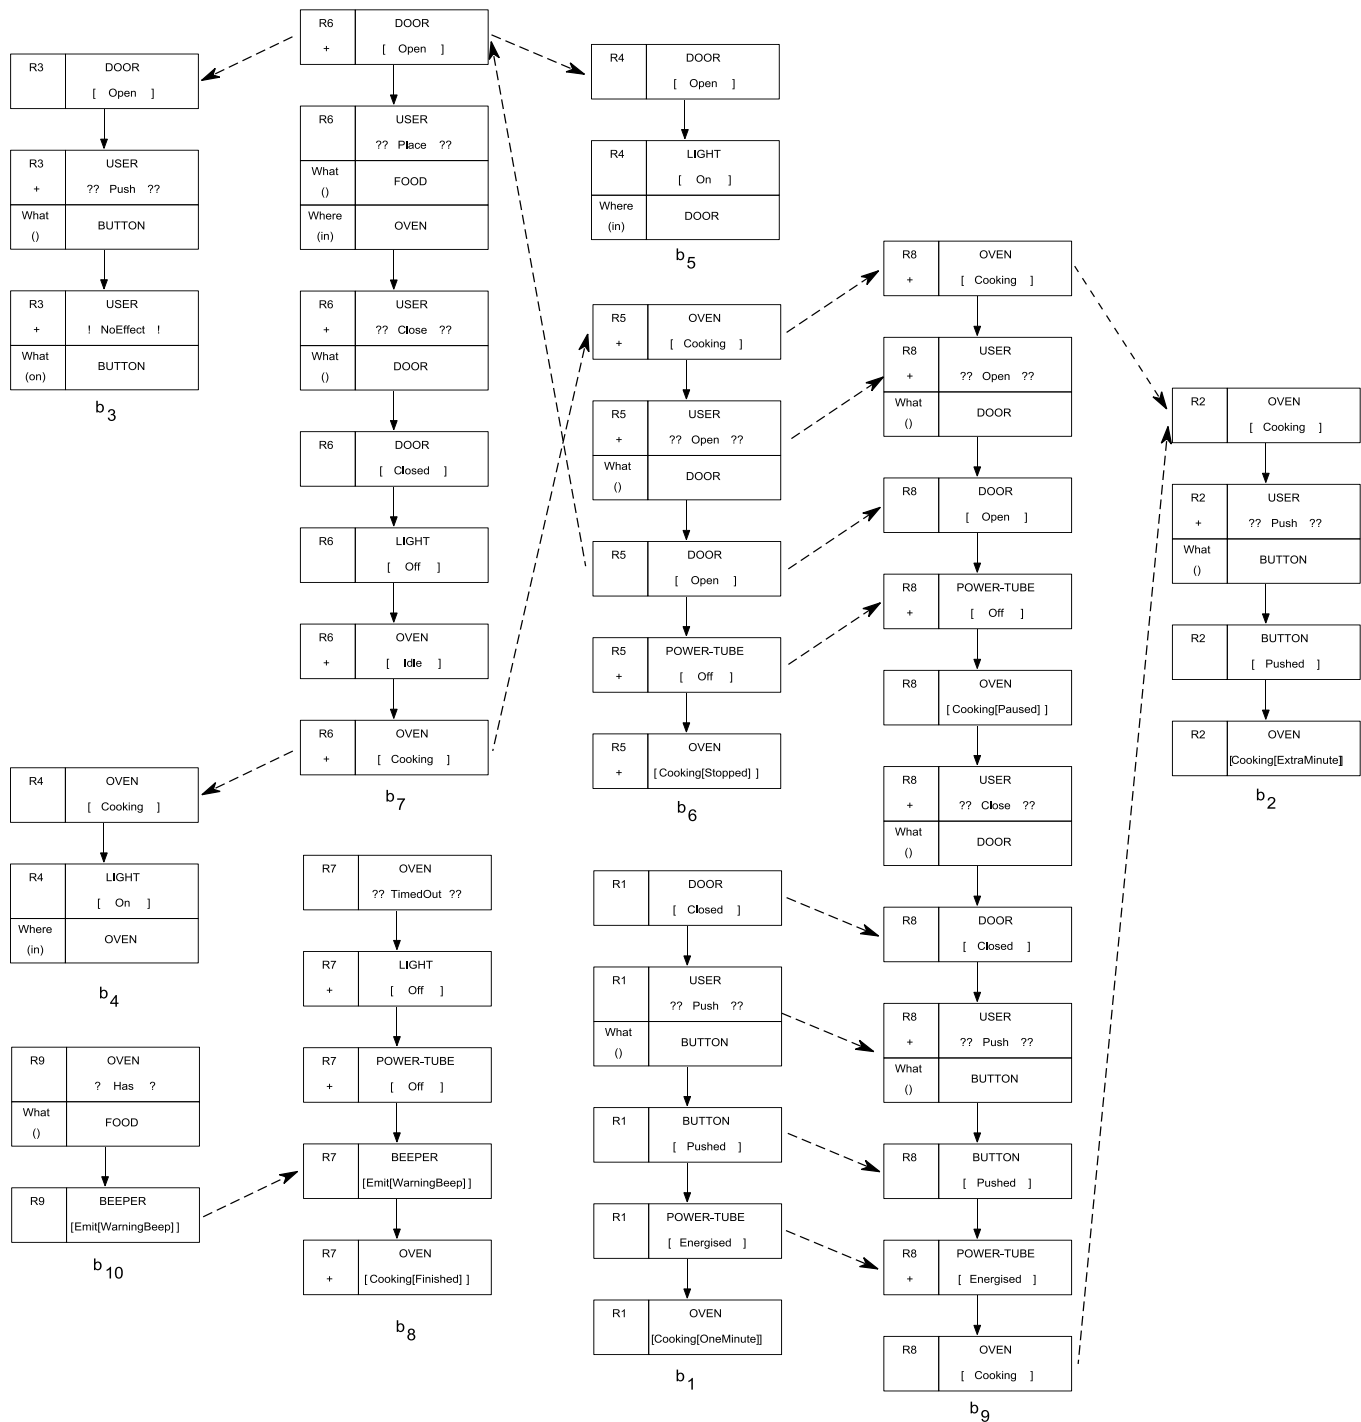 R3 DOOR
[ Open ]
R3 USER
+ ?? Push ??
What
() BUTTON
R3 USER
+ ! NoEffect !
What
(on) BUTTON
b3
R6 DOOR
+ [ Open ]
R6 USER
?? Place ??
What
() FOOD
Where
(in) OVEN
R6 USER
+ ?? Close ??
What
() DOOR
R6 DOOR
[ Closed ]
R6 LIGHT
[ Off ]
R6 OVEN
+ [ Idle ]
R6 OVEN
+ [ Cooking ]
b7
R4 DOOR
[ Open ]
R4 LIGHT
[ On ]
Where
(in) DOOR
b5
R5 OVEN
+ [ Cooking ]
R5 USER
+ ?? Open ??
What
() DOOR
R5 DOOR
[ Open ]
R5 POWER-TUBE
+ [ Off ]
R5 OVEN
+ [ Cooking[Stopped] ]
b6
R8 OVEN
+ [ Cooking ]
R8 USER
+ ?? Open ??
What
() DOOR
R8 DOOR
[ Open ]
R8 POWER-TUBE
+ [ Off ]
R8 OVEN
[ Cooking[Paused] ]
R8 USER
+ ?? Close ??
What
() DOOR
R8 DOOR
[ Closed ]
R8 USER
+ ?? Push ??
What
() BUTTON
R8 BUTTON
[ Pushed ]
R8 POWER-TUBE
+ [ Energised ]
R8 OVEN
[ Cooking ]
b9
R2 OVEN
[ Cooking ]
R2 USER
+ ?? Push ??
What
() BUTTON
R2 BUTTON
[ Pushed ]
R2 OVEN
[Cooking[ExtraMinute]]
b2
R4 OVEN
[ Cooking ]
R4 LIGHT
[ On ]
Where
(in) OVEN
b4
R9 OVEN
? Has ?
What
() FOOD
R9 BEEPER
[Emit[WarningBeep] ]
b10
R7 OVEN
?? TimedOut ??
R7 LIGHT
+ [ Off ]
R7 POWER-TUBE
+ [ Off ]
R7 BEEPER
[Emit[WarningBeep] ]
R7 OVEN
+ [ Cooking[Finished] ]
b8
R1 DOOR
[ Closed ]
R1 USER
?? Push ??
What
() BUTTON
R1 BUTTON
[ Pushed ]
R1 POWER-TUBE
[ Energised ]
R1 OVEN
[Cooking[OneMinute]]
b1